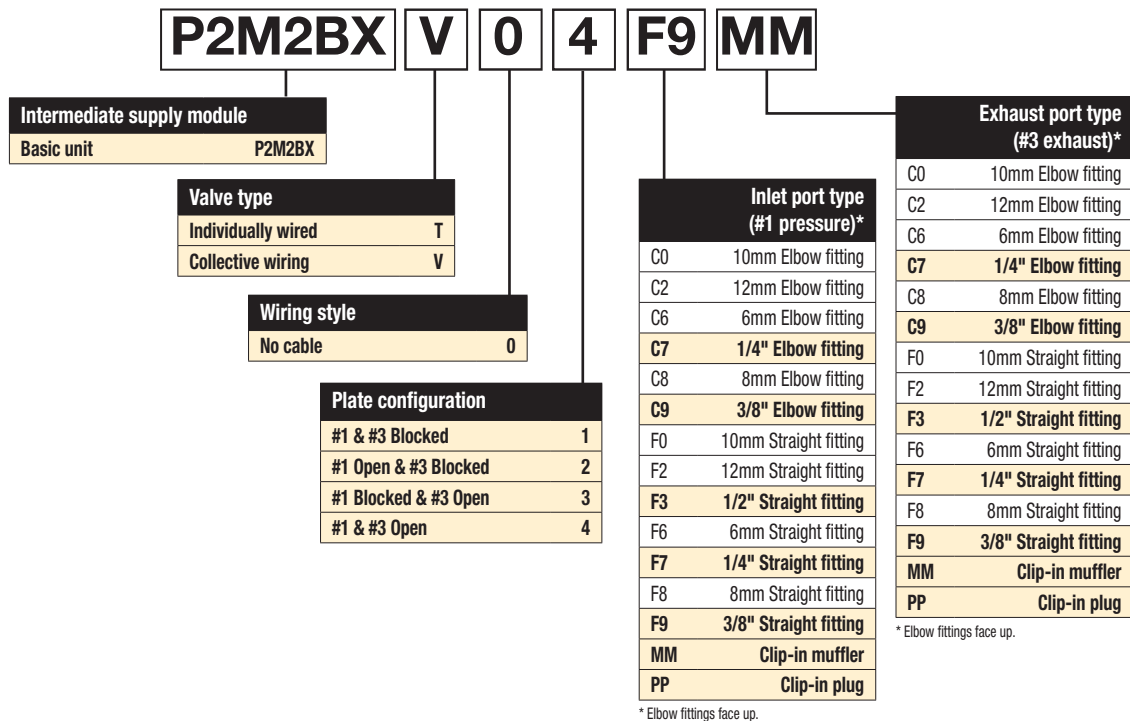 P2M2BX V 0 4 F9 MM
Intermediate supply module
Basic unit P2M2BX
Valve type
Individually wired T
Collective wiring V
Wiring style
No cable 0
Plate configuration
#1 & #3 Blocked 1
#1 Open & #3 Blocked 2
#1 Blocked & #3 Open 3
#1 & #3 Open 4
Inlet port type
(#1 pressure)*
C0 10mm Elbow fitting
C2 12mm Elbow fitting
C6 6mm Elbow fitting
C7 1/4" Elbow fitting
C8 8mm Elbow fitting
C9 3/8" Elbow fitting
F0 10mm Straight fitting
F2 12mm Straight fitting
F3 1/2" Straight fitting
F6 6mm Straight fitting
F7 1/4" Straight fitting
F8 8mm Straight fitting
F9 3/8" Straight fitting
MM Clip-in muffler
PP Clip-in plug
* Elbow fittings face up.
Exhaust port type
(#3 exhaust)*
C0 10mm Elbow fitting
C2 12mm Elbow fitting
C6 6mm Elbow fitting
C7 1/4" Elbow fitting
C8 8mm Elbow fitting
C9 3/8" Elbow fitting
F0 10mm Straight fitting
F2 12mm Straight fitting
F3 1/2" Straight fitting
F6 6mm Straight fitting
F7 1/4" Straight fitting
F8 8mm Straight fitting
F9 3/8" Straight fitting
MM Clip-in muffler
PP Clip-in plug
* Elbow fittings face up.